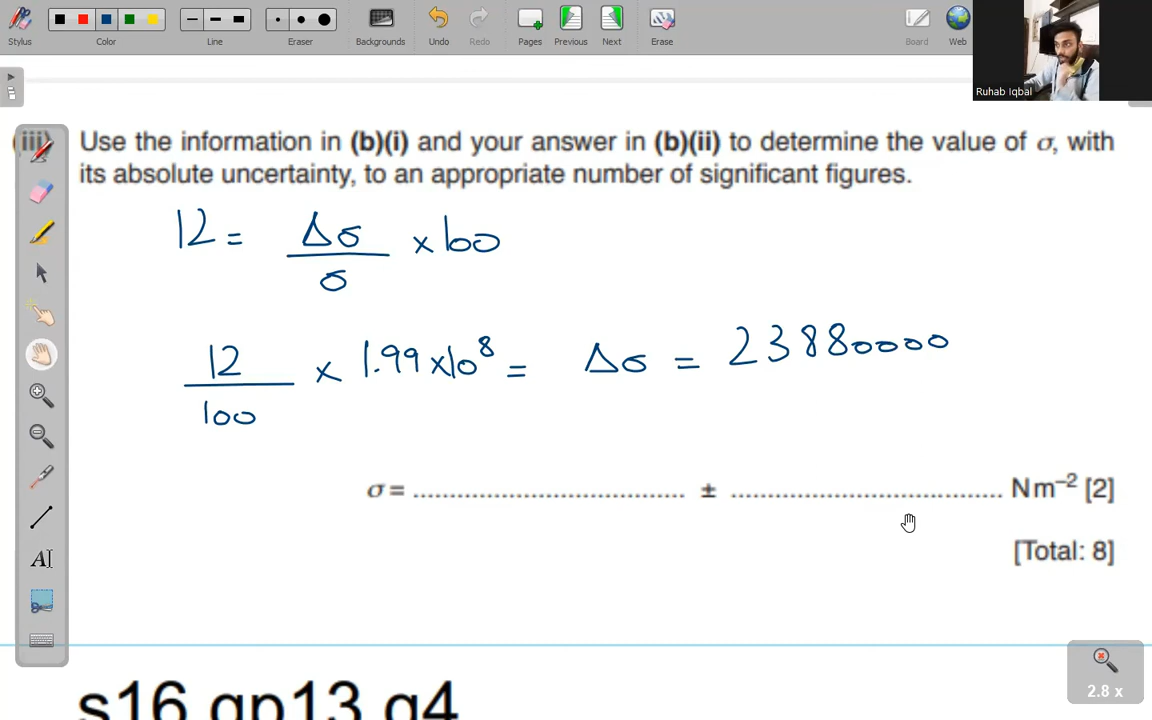 Stylus
Color
Line
Eraser
Backgrounds
Undo
Redo
Pages
Previous
Next
Erase
Board
Web
Ruhab Iqbal
(iii) Use the information in (b)(i) and your answer in (b)(ii) to determine the value of σ, with
its absolute uncertainty, to an appropriate number of significant figures.
12 = Δσ/σ × 100
12/100 × 1.99 × 10⁸ = Δσ = 23880000
σ = ................................ ± ................................ N m⁻² [2]
[Total: 8]
AI
2.8 x
s16 qp13 q4